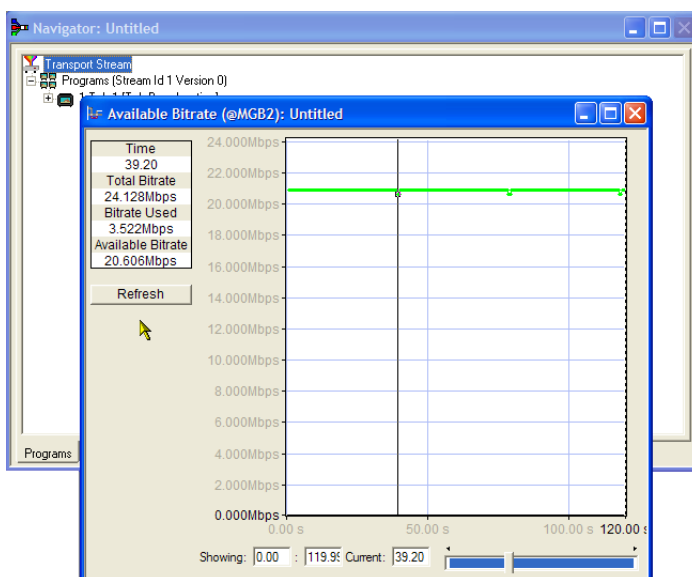 Navigator: Untitled
Transport Stream
Programs (Stream Id 1 Version 0)
Available Bitrate (@MGB2): Untitled
Time
39.20
Total Bitrate
24.128Mbps
Bitrate Used
3.522Mbps
Available Bitrate
20.606Mbps
Refresh
24.000Mbps
22.000Mbps
20.000Mbps
18.000Mbps
16.000Mbps
14.000Mbps
12.000Mbps
10.000Mbps
8.000Mbps
6.000Mbps
4.000Mbps
2.000Mbps
0.000Mbps
0.00 s 50.00 s 100.00 s 120.00 s
Showing: 0.00 : 119.99 Current: 39.20
Programs